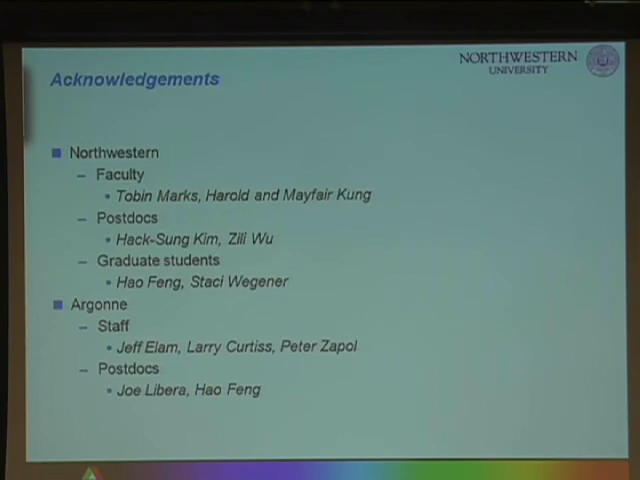 Acknowledgements
NORTHWESTERN
UNIVERSITY
Northwestern
– Faculty
• Tobin Marks, Harold and Mayfair Kung
– Postdocs
• Hack-Sung Kim, Zili Wu
– Graduate students
• Hao Feng, Staci Wegener
Argonne
– Staff
• Jeff Elam, Larry Curtiss, Peter Zapol
– Postdocs
• Joe Libera, Hao Feng